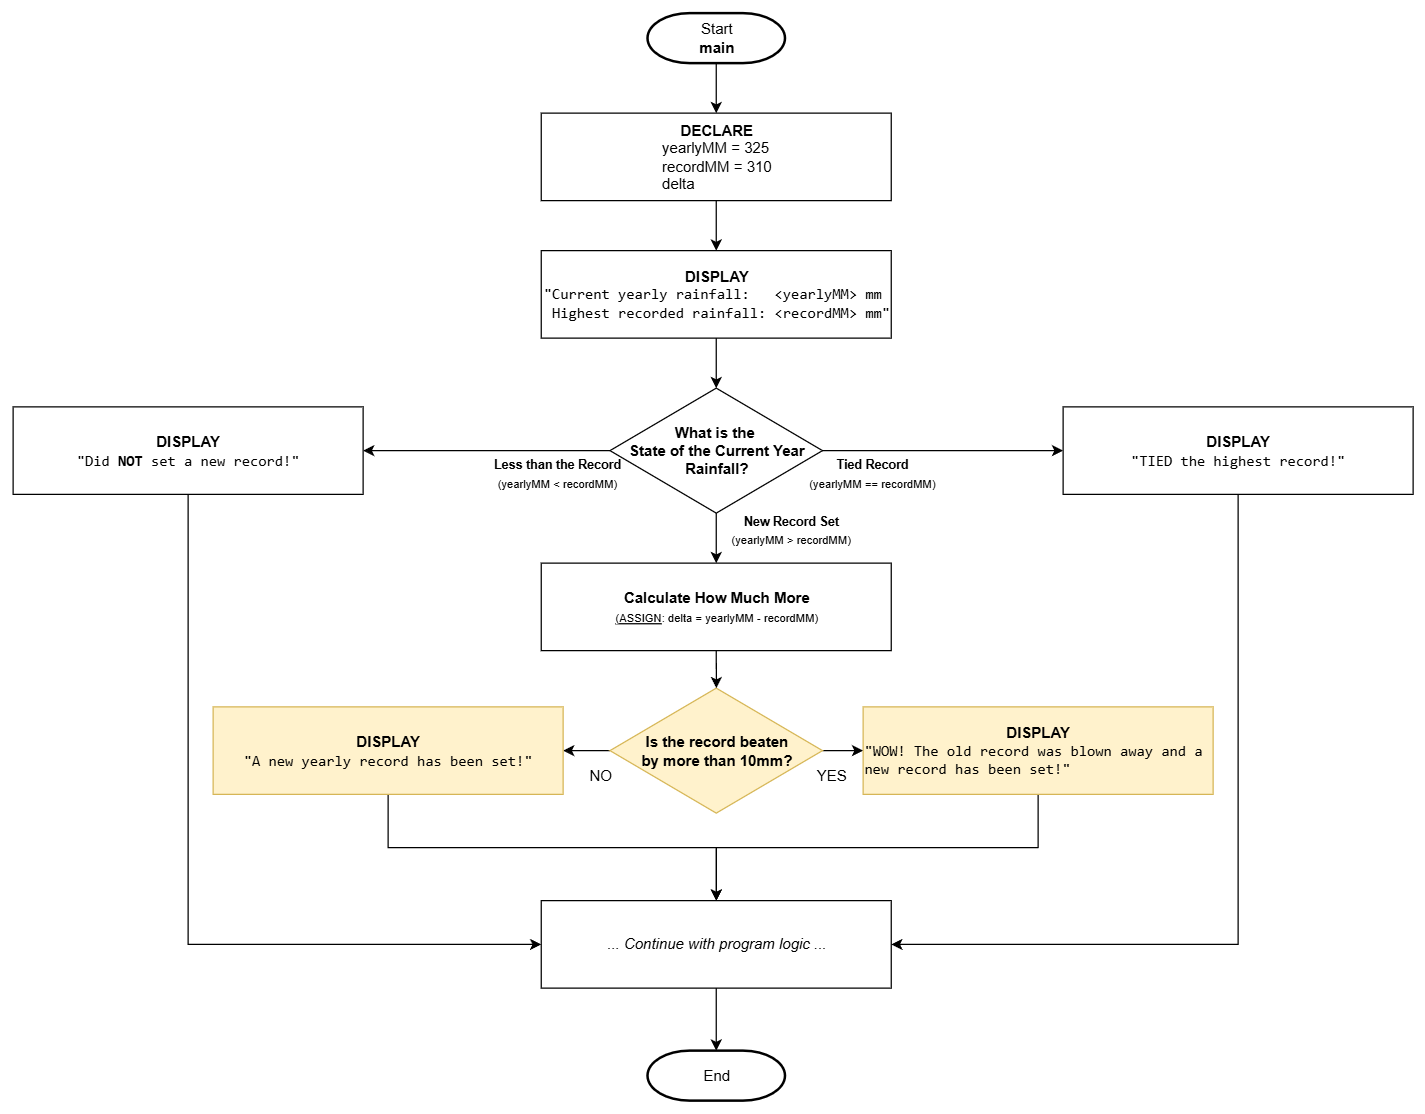 Start
main
DECLARE
yearlyMM = 325
recordMM = 310
delta
DISPLAY
"Current yearly rainfall:   <yearlyMM> mm
Highest recorded rainfall: <recordMM> mm"
What is the
State of the Current Year
Rainfall?
DISPLAY
"Did NOT set a new record!"
Less than the Record
(yearlyMM < recordMM)
Tied Record
(yearlyMM == recordMM)
DISPLAY
"TIED the highest record!"
New Record Set
(yearlyMM > recordMM)
Calculate How Much More
(ASSIGN: delta = yearlyMM - recordMM)
Is the record beaten
by more than 10mm?
NO
YES
DISPLAY
"A new yearly record has been set!"
DISPLAY
"WOW! The old record was blown away and a
new record has been set!"
... Continue with program logic ...
End